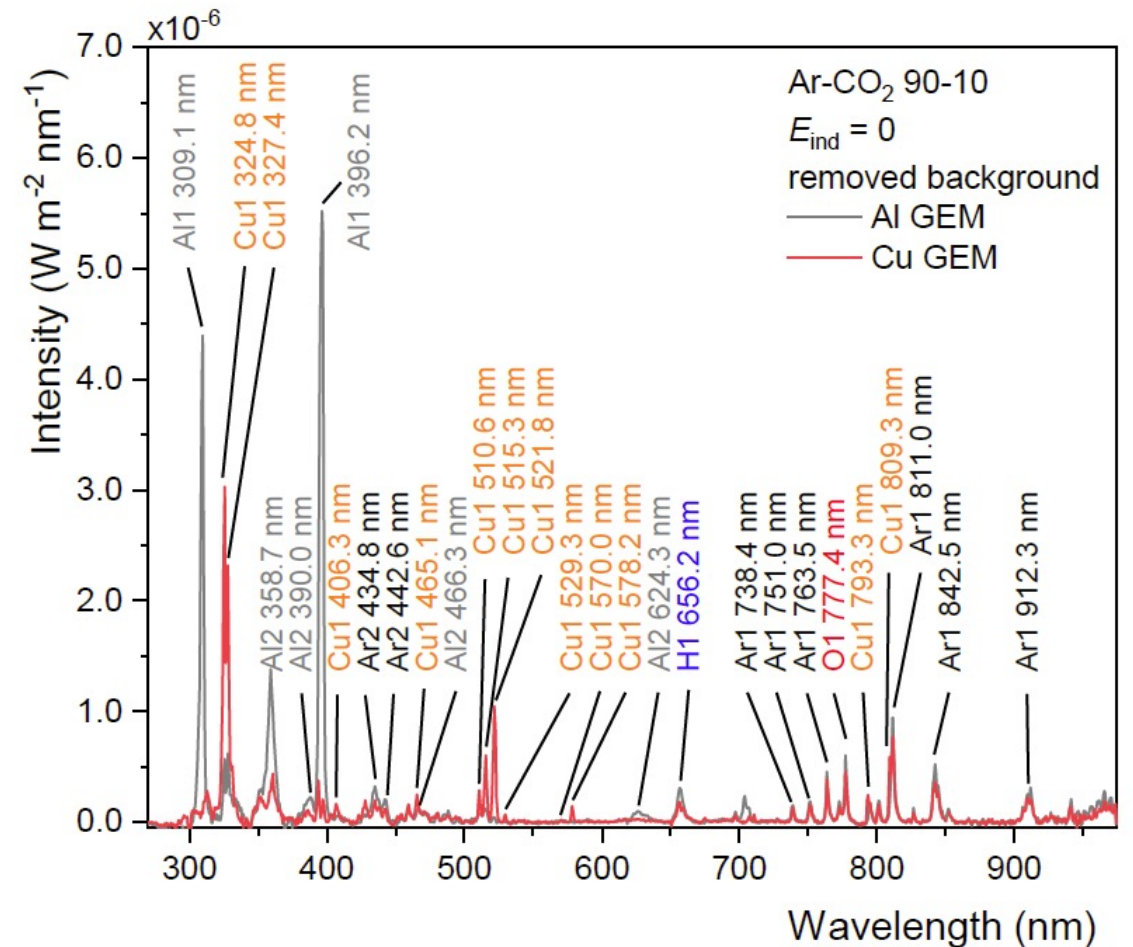 x10-6
7.0
6.0
5.0
4.0
3.0
2.0
1.0
0.0
Intensity (W m-2 nm-1)
Al1 309.1 nm
Cu1 324.8 nm
Cu1 327.4 nm
Al1 396.2 nm
Ar-CO2 90-10
Eind = 0
removed background
Al GEM
Cu GEM
Al2 358.7 nm
Al2 390.0 nm
Cu1 406.3 nm
Ar2 434.8 nm
Ar2 442.6 nm
Cu1 465.1 nm
Al2 466.3 nm
Cu1 510.6 nm
Cu1 515.3 nm
Cu1 521.8 nm
Cu1 529.3 nm
Cu1 570.0 nm
Cu1 578.2 nm
Al2 624.3 nm
H1 656.2 nm
Ar1 738.4 nm
Ar1 751.0 nm
Ar1 763.5 nm
O1 777.4 nm
Cu1 793.3 nm
Cu1 809.3 nm
Ar1 811.0 nm
Ar1 842.5 nm
Ar1 912.3 nm
300 400 500 600 700 800 900
Wavelength (nm)